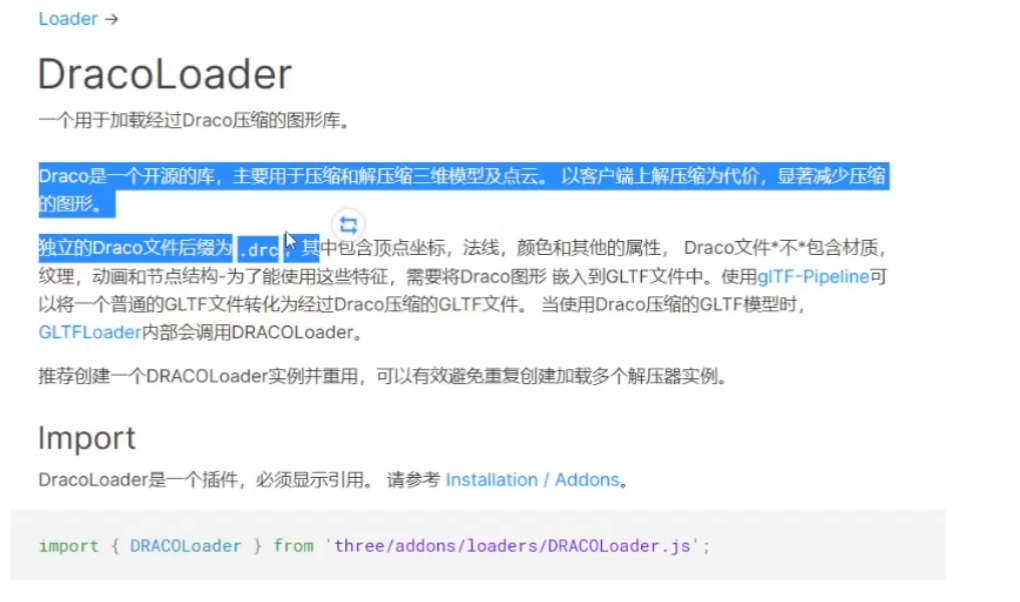 Loader →
DracoLoader
一个用于加载经过Draco压缩的图形库。
Draco是一个开源的库，主要用于压缩和解压缩三维模型及点云。 以客户端上解压缩为代价，显著减少压缩
的图形。
独立的Draco文件后缀为 .drc ，其中包含顶点坐标，法线，颜色和其他的属性， Draco文件*不*包含材质，
纹理，动画和节点结构-为了能使用这些特征，需要将Draco图形 嵌入到GLTF文件中。使用glTF-Pipeline可
以将一个普通的GLTF文件转化为经过Draco压缩的GLTF文件。 当使用Draco压缩的GLTF模型时，
GLTFLoader内部会调用DRACOLoader。
推荐创建一个DRACOLoader实例并重用，可以有效避免重复创建加载多个解压器实例。
Import
DracoLoader是一个插件，必须显示引用。 请参考 Installation / Addons。
import { DRACOLoader } from 'three/addons/loaders/DRACOLoader.js';